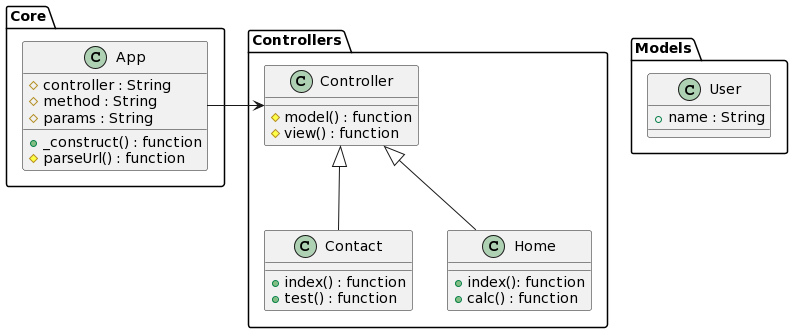 Core
C App
controller : String
method : String
params : String
_construct() : function
parseUrl() : function
Controllers
C Controller
model() : function
view() : function
C Contact
index() : function
test() : function
C Home
index(): function
calc() : function
Models
C User
name : String